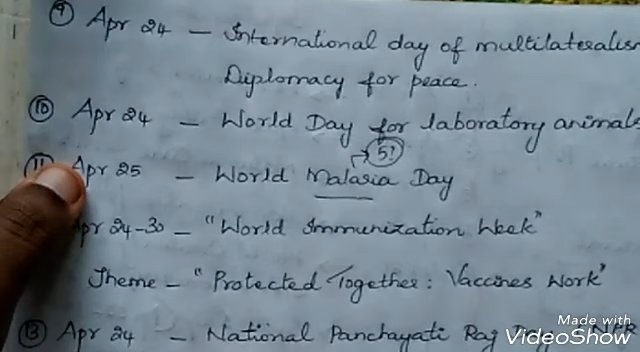 9 Apr 24 – International day of multilateralism
Diplomacy for peace.
10 Apr 24 – World Day for laboratory animals
5!
11 Apr 25 – World Malaria Day
Apr 24-30 – "World Immunization Week"
Theme – "Protected Together: Vaccines Work"
13 Apr 24 – National Panchayati Raj
Made with
VideoShow